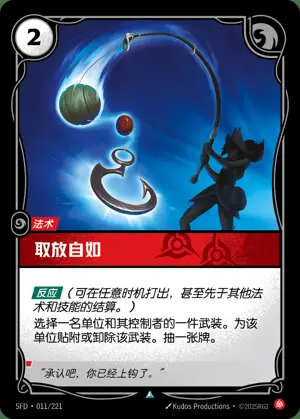 2
法术
取放自如
反应 (可在任意时机打出，甚至先于其他法
术和技能的结算。)
选择一名单位和其控制者的一件武装。为该
单位贴附或卸除该武装。抽一张牌。
"承认吧，你已经上钩了。"
SFD • 011/221
Kudos Productions • ©2025RGI